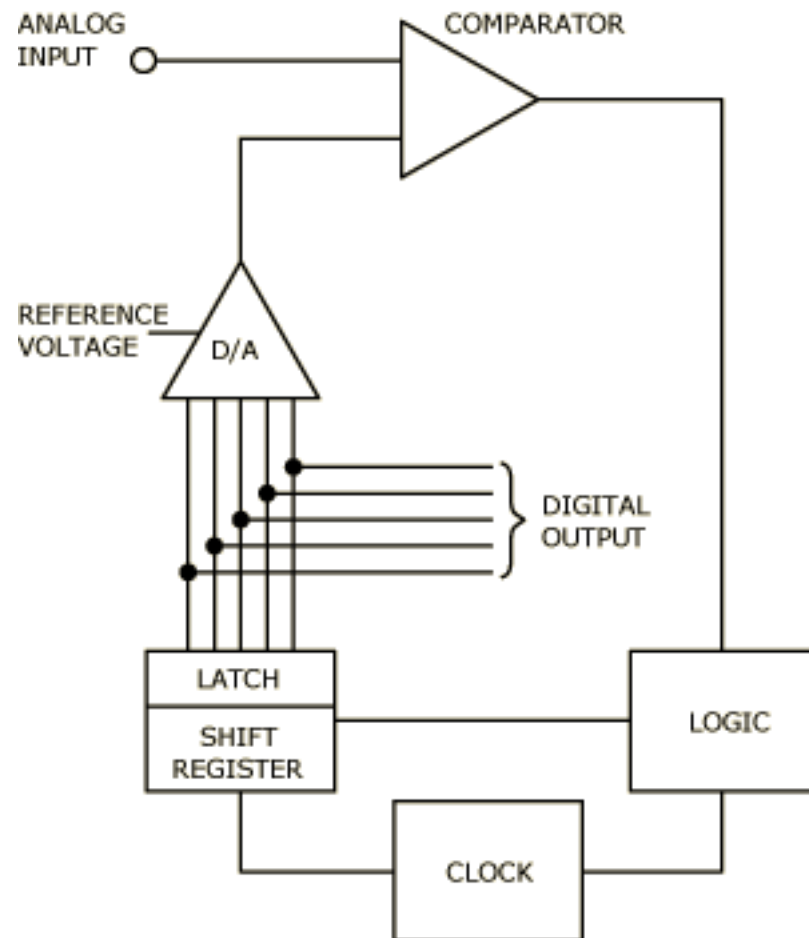 ANALOG
INPUT
COMPARATOR
REFERENCE
VOLTAGE
D/A
DIGITAL
OUTPUT
LATCH
SHIFT
REGISTER
LOGIC
CLOCK